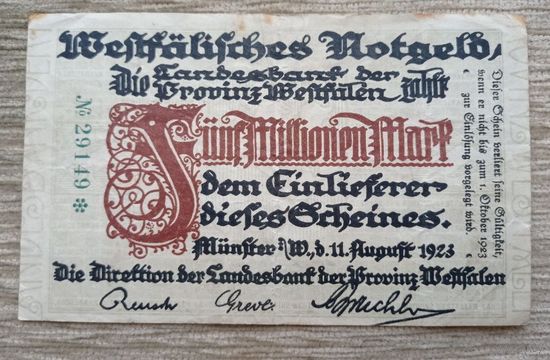 Westfälisches Notgeld,
Die Landesbank der
Provinz Westfalen zahlt
Fünf Millionen Mark
dem Einlieferer
dieses Scheines.
Münster i/W., d. 11. August 1923
Die Direktion der Landesbank der Provinz Westfalen
Reusch Greve.
№ 29149 *
Dieser Schein verliert seine Gültigkeit,
wenn er nicht bis zum 1. Oktober 1923
zur Einlösung vorgelegt wird.